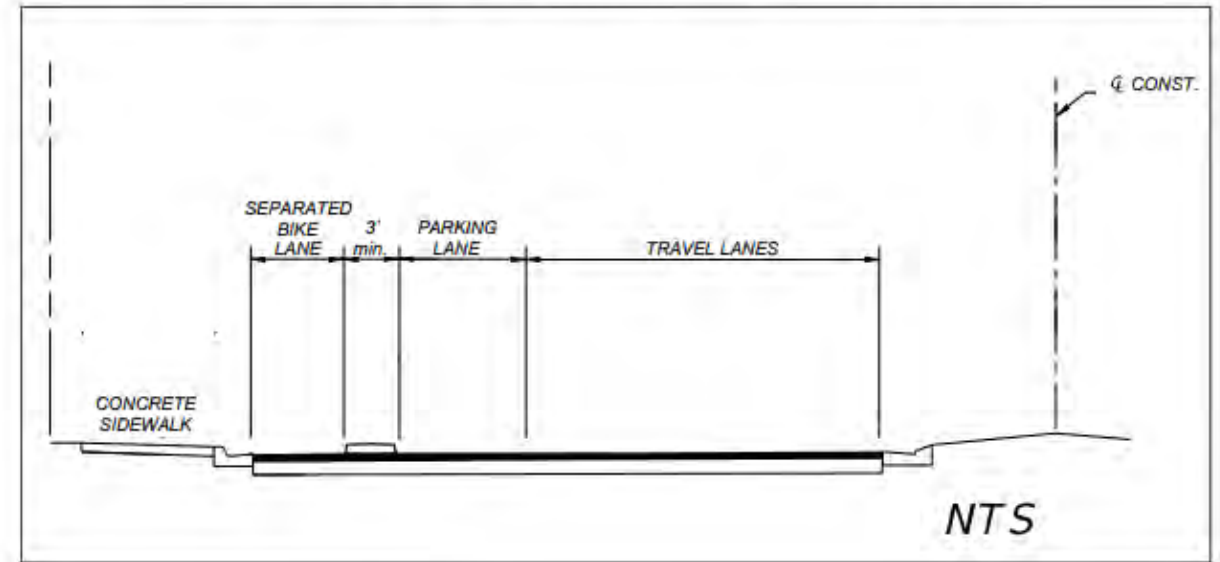 ℄ CONST.
SEPARATED
BIKE
LANE
3'
min.
PARKING
LANE
TRAVEL LANES
CONCRETE
SIDEWALK
NTS